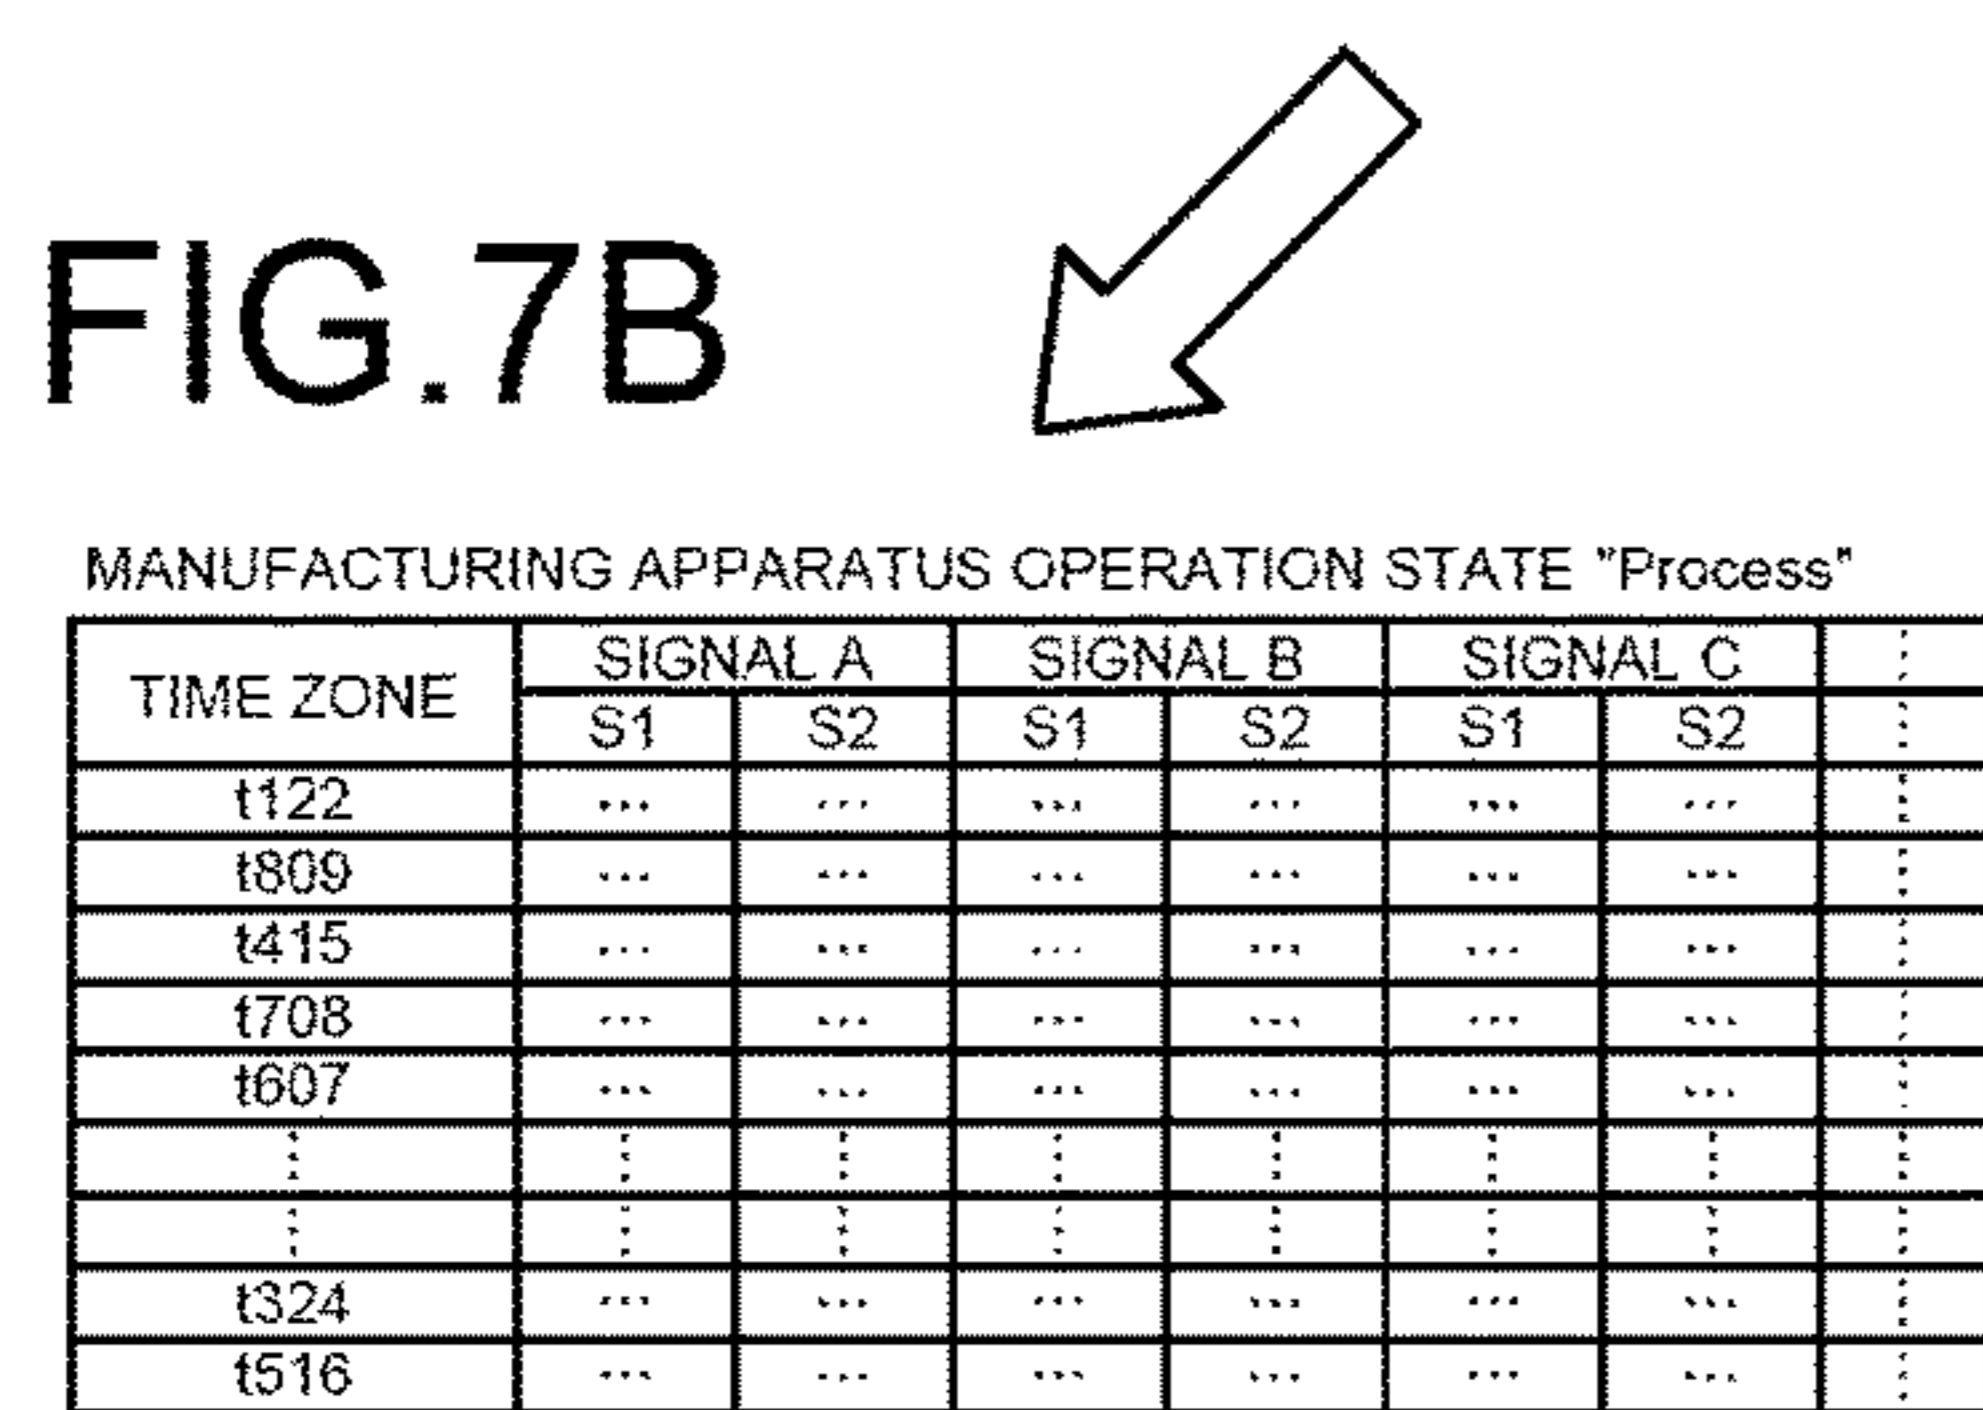 FIG.7B
MANUFACTURING APPARATUS OPERATION STATE "Process"
TIME ZONE SIGNAL A SIGNAL B SIGNAL C ⋮
S1 S2 S1 S2 S1 S2 ⋮
t122 ... ... ... ... ... ... ⋮
t809 ... ... ... ... ... ... ⋮
t415 ... ... ... ... ... ... ⋮
t708 ... ... ... ... ... ... ⋮
t607 ... ... ... ... ... ... ⋮
⋮ ⋮ ⋮ ⋮ ⋮ ⋮ ⋮ ⋮
⋮ ⋮ ⋮ ⋮ ⋮ ⋮ ⋮ ⋮
t324 ... ... ... ... ... ... ⋮
t516 ... ... ... ... ... ... ⋮